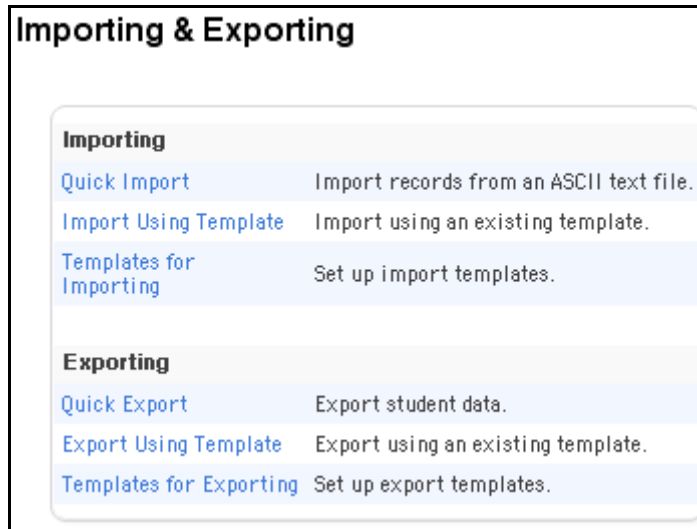 Importing & Exporting
Importing
Quick Import Import records from an ASCII text file.
Import Using Template Import using an existing template.
Templates for
Importing Set up import templates.
Exporting
Quick Export Export student data.
Export Using Template Export using an existing template.
Templates for Exporting Set up export templates.